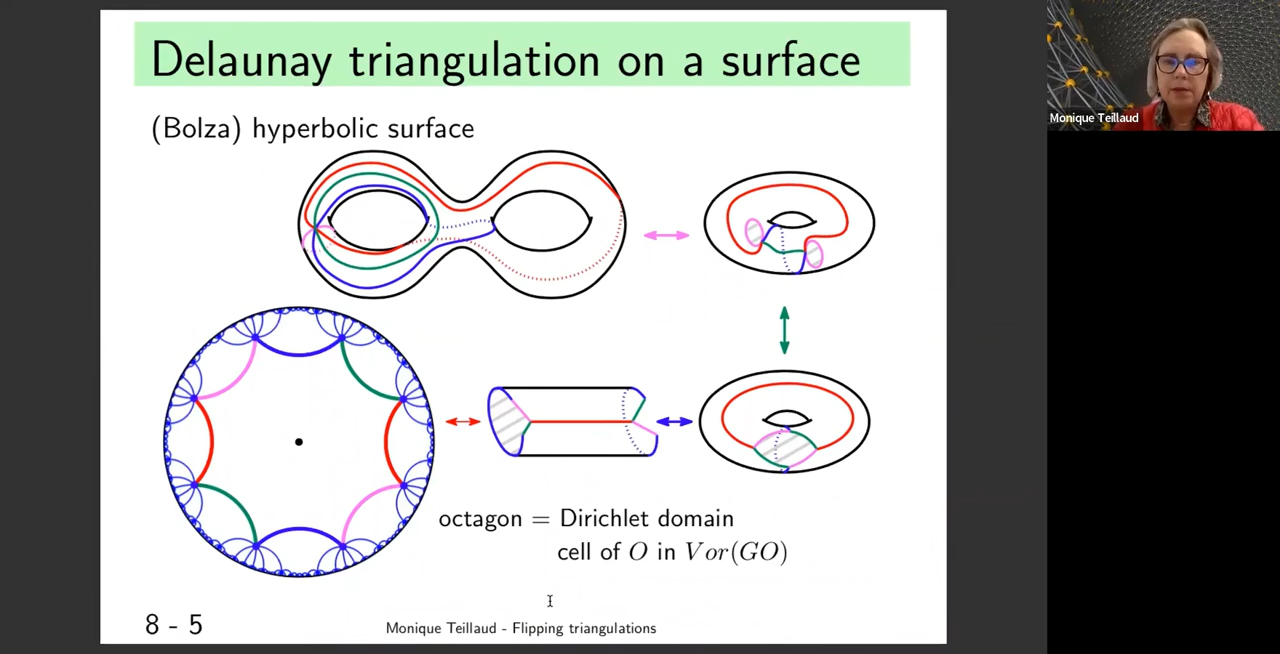 Delaunay triangulation on a surface
(Bolza) hyperbolic surface
octagon = Dirichlet domain
cell of O in Vor(GO)
8 - 5
Monique Teillaud - Flipping triangulations
Monique Teillaud